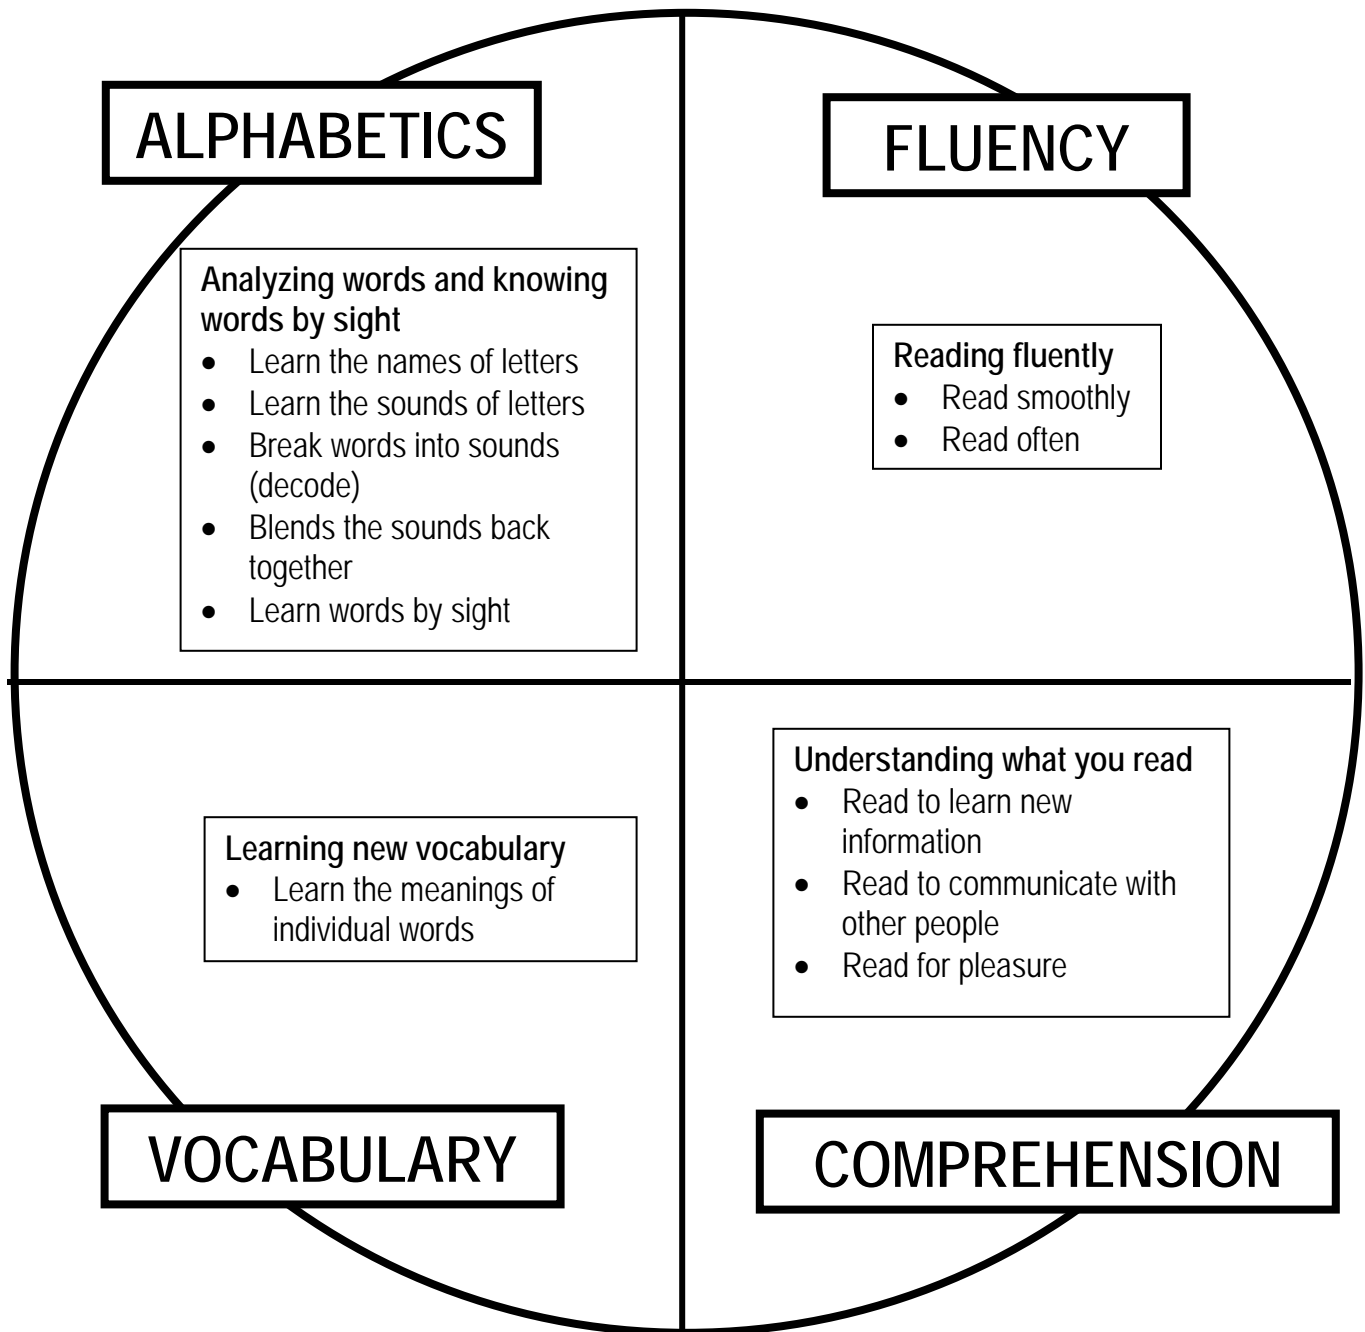 ALPHABETICS
Analyzing words and knowing
words by sight
• Learn the names of letters
• Learn the sounds of letters
• Break words into sounds
(decode)
• Blends the sounds back
together
• Learn words by sight
FLUENCY
Reading fluently
• Read smoothly
• Read often
Learning new vocabulary
• Learn the meanings of
individual words
VOCABULARY
Understanding what you read
• Read to learn new
information
• Read to communicate with
other people
• Read for pleasure
COMPREHENSION